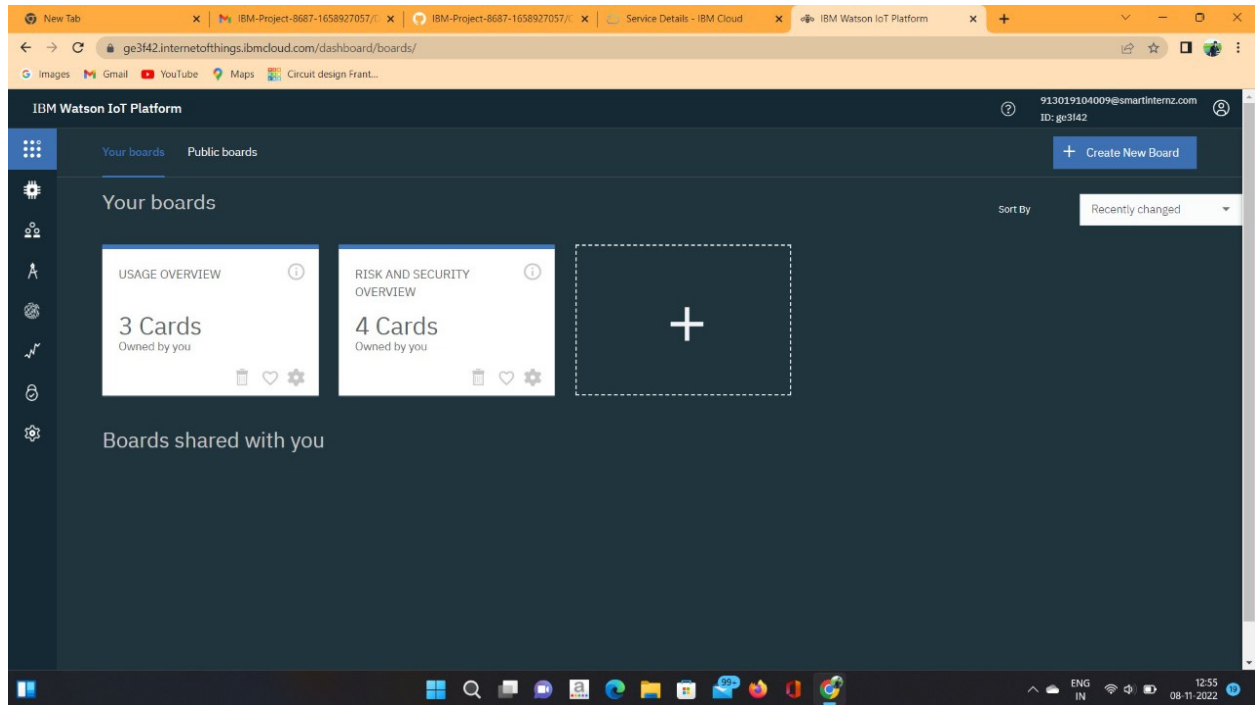 New Tab
IBM-Project-8687-1658927057/
IBM-Project-8687-1658927057/
Service Details - IBM Cloud
IBM Watson IoT Platform
ge3f42.internetofthings.ibmcloud.com/dashboard/boards/
Images
Gmail
YouTube
Maps
Circuit design Frant...
IBM Watson IoT Platform
913019104009@smartinternz.com
ID: ge3f42
Your boards
Public boards
+ Create New Board
Your boards
Sort By
Recently changed
USAGE OVERVIEW
3 Cards
Owned by you
RISK AND SECURITY
OVERVIEW
4 Cards
Owned by you
Boards shared with you
99+
ENG
IN
12:55
08-11-2022
19